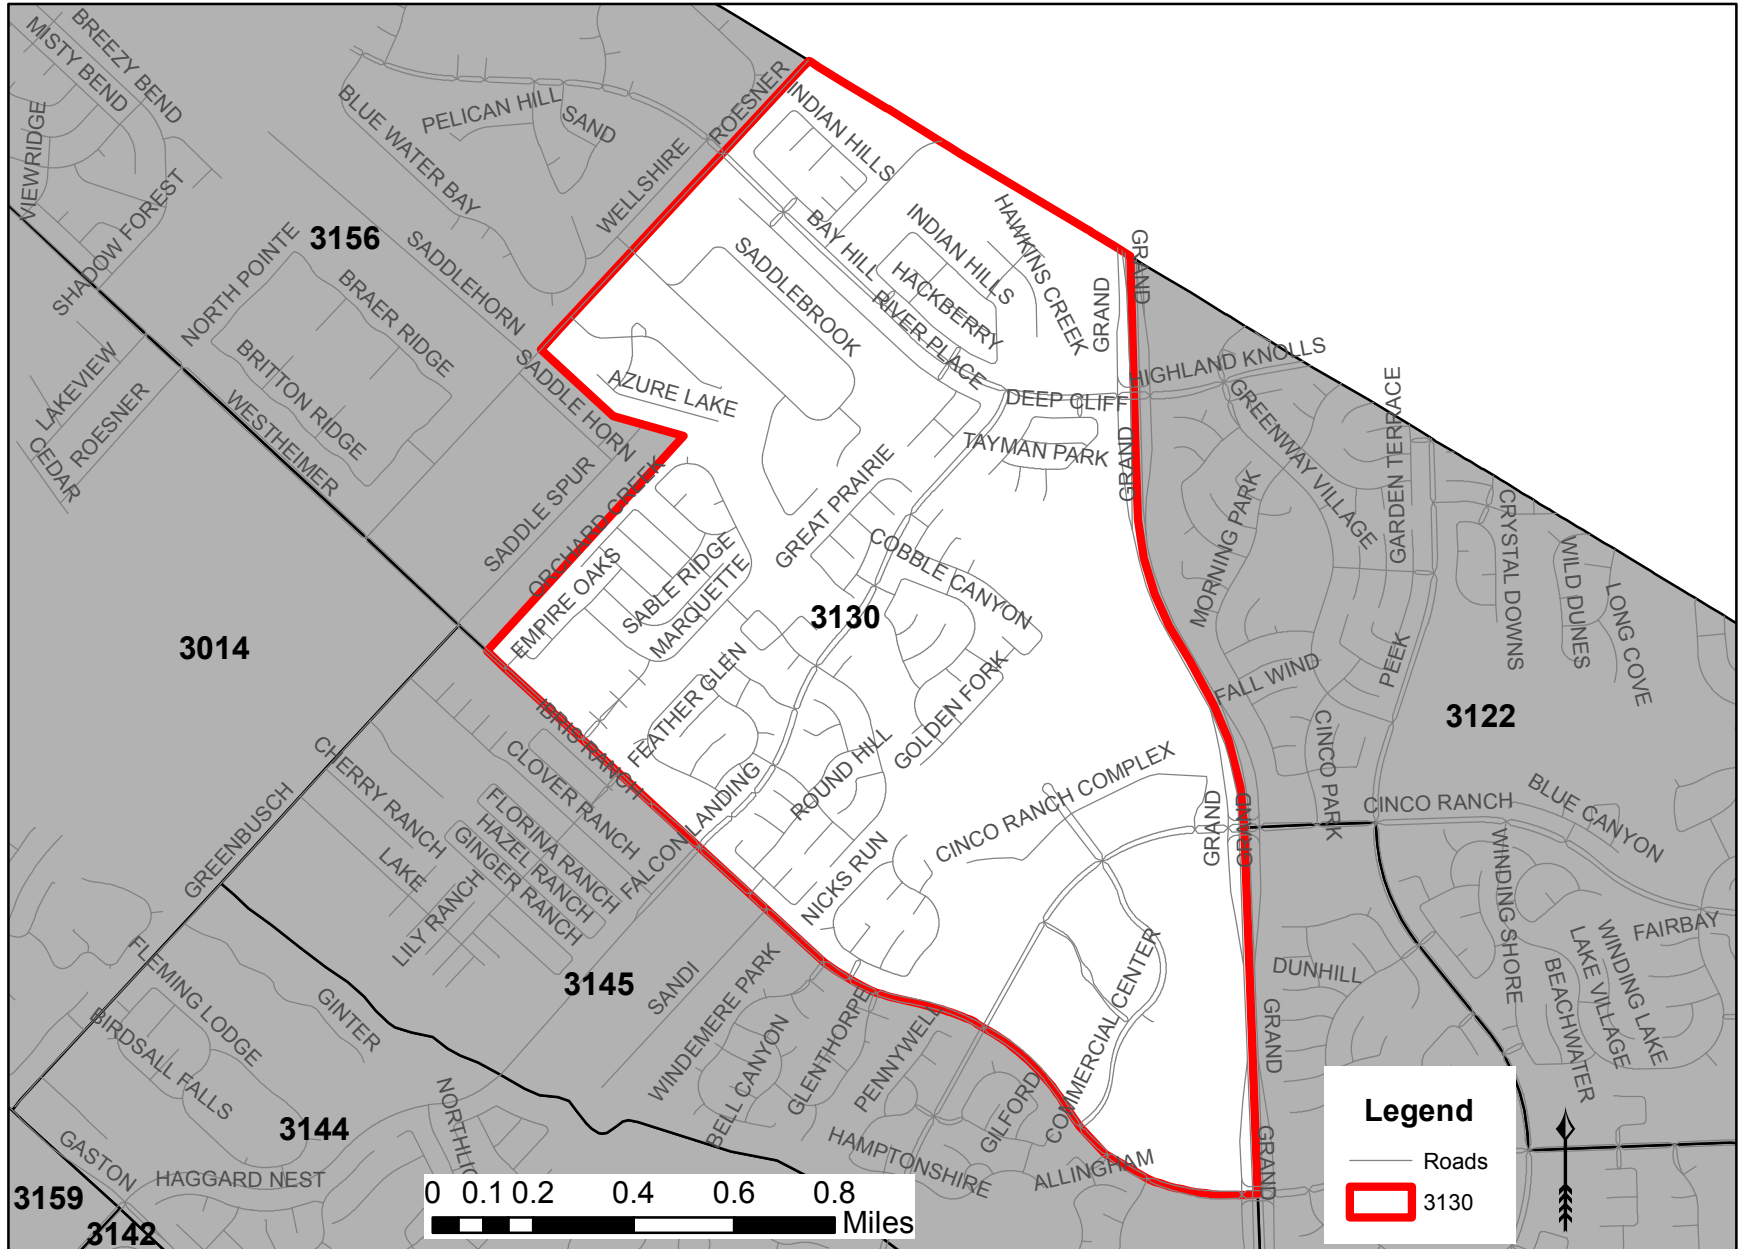 BREEZY BEND
MISTY BEND
VIEWRIDGE
SHADOW FOREST
PELICAN HILL
SAND
BLUE WATER BAY
ROESNER
WELLSHIRE
3156
NORTH POINTE
SADDLEHORN
BRAER RIDGE
BRITTON RIDGE
LAKEVIEW
ROESNER
CEDAR
WESTHEIMER
SADDLE HORN
SADDLE SPUR
ORCHARD CREEK
INDIAN HILLS
BAY HILL
INDIAN HILLS
HAWKINS CREEK
HACKBERRY
RIVER PLACE
SADDLEBROOK
AZURE LAKE
GRAND
GRAND
HIGHLAND KNOLLS
DEEP CLIFF
TAYMAN PARK
GRAND
GREENWAY VILLAGE
GARDEN TERRACE
MORNING PARK
CRYSTAL DOWNS
WILD DUNES
LONG COVE
GREAT PRAIRIE
COBBLE CANYON
EMPIRE OAKS
SABLE RIDGE
MARQUETTE
3130
3014
FEATHER GLEN
GOLDEN FORK
FALL WIND
PEEK
3122
CINCO PARK
IBRIS RANCH
CLOVER RANCH
CHERRY RANCH
FLORINA RANCH
HAZEL RANCH
GINGER RANCH
LAKE
LILY RANCH
GREENBUSCH
FALCON LANDING
ROUND HILL
NICKS RUN
CINCO RANCH COMPLEX
GRAND
GRAND
CINCO RANCH
BLUE CANYON
WINDING SHORE
FAIRBAY
WINDING LAKE
LAKE VILLAGE
BEACHWATER
DUNHILL
GRAND
COMMERCIAL CENTER
3145
SANDI
WINDEMERE PARK
BELL CANYON
GLENTHORPE
PENNYWELL
GILFORD
HAMPTONSHIRE
ALLINGHAM
GRAND
FLEMING LODGE
GINTER
BIRDSALL FALLS
3144
GASTON
HAGGARD NEST
3159
3142
0 0.1 0.2 0.4 0.6 0.8
Miles
Legend
Roads
3130